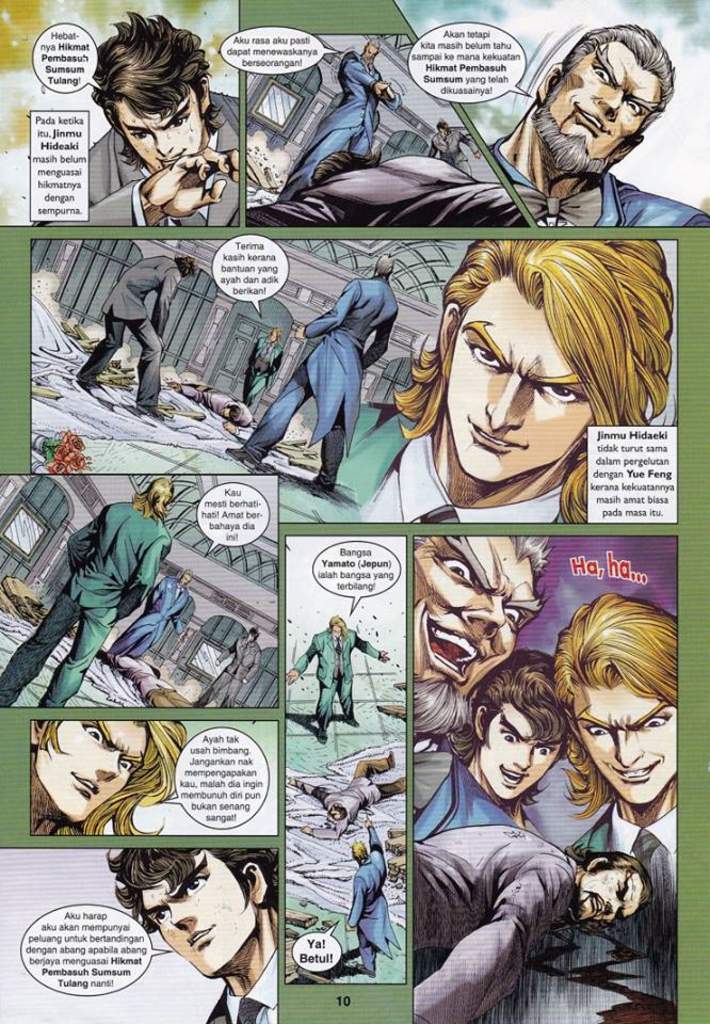 Hebat-
nya Hikmat
Pembasuh
Sumsum
Tulang!
Pada ketika
itu, Jinmu
Hideaki
masih belum
menguasai
hikmatnya
dengan
sempurna.
Aku rasa aku pasti
dapat menewaskannya
berseorangan!
Akan tetapi
kita masih belum tahu
sampai ke mana kekuatan
Hikmat Pembasuh
Sumsum yang telah
dikuasainya!
Terima
kasih kerana
bantuan yang
ayah dan adik
berikan!
Jinmu Hidaeki
tidak turut sama
dalam pergelutan
dengan Yue Feng
kerana kekuatannya
masih amat biasa
pada masa itu.
Kau
mesti berhati-
hati! Amat ber-
bahaya dia
ini!
Ayah tak
usah bimbang.
Jangankan nak
mempengapakan
kau, malah dia ingin
membunuh diri pun
bukan senang
sangat!
Aku harap
aku akan mempunyai
peluang untuk bertandingan
dengan abang apabila abang
berjaya menguasai Hikmat
Pembasuh Sumsum
Tulang nanti!
Bangsa
Yamato (Jepun)
ialah bangsa yang
terbilang!
Ya!
Betul!
Ha, ha...
10